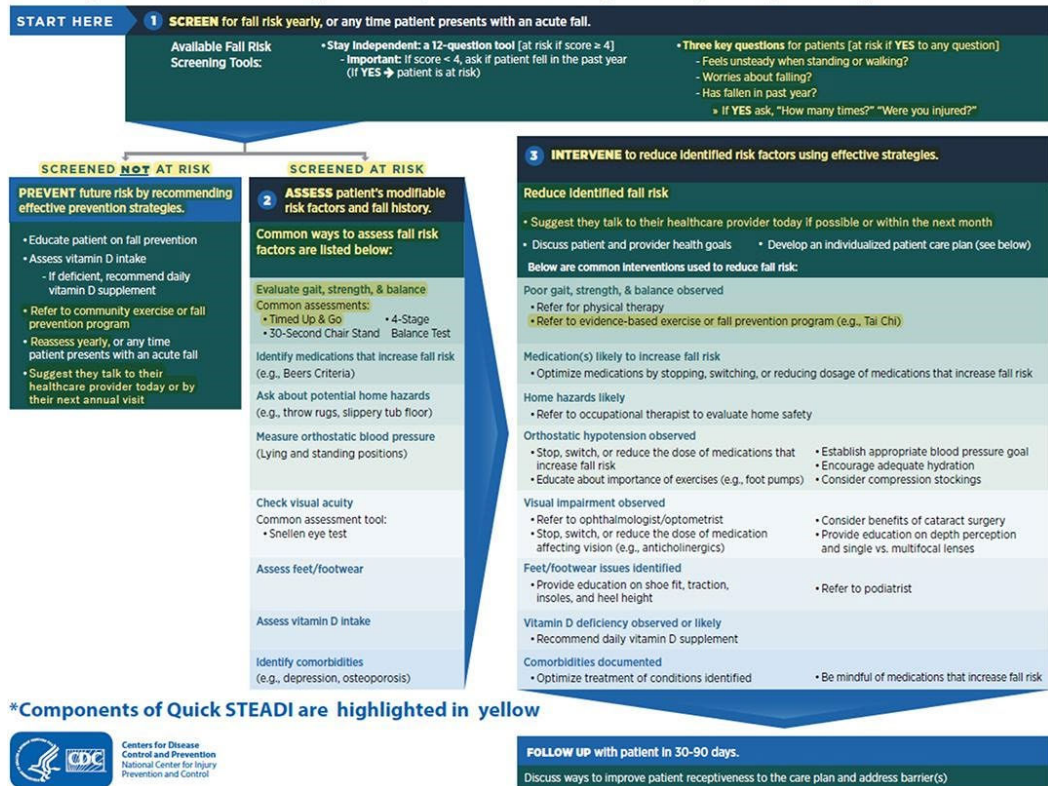 START HERE
1 SCREEN for fall risk yearly, or any time patient presents with an acute fall.
Available Fall Risk
Screening Tools:
• Stay Independent: a 12-question tool [at risk if score ≥ 4]
- Important: If score < 4, ask if patient fell in the past year
(If YES ➔ patient is at risk)
• Three key questions for patients [at risk if YES to any question]
- Feels unsteady when standing or walking?
- Worries about falling?
- Has fallen in past year?
» If YES ask, "How many times?" "Were you injured?"
SCREENED NOT AT RISK
PREVENT future risk by recommending
effective prevention strategies.
• Educate patient on fall prevention
• Assess vitamin D intake
- If deficient, recommend daily
vitamin D supplement
• Refer to community exercise or fall
prevention program
• Reassess yearly, or any time
patient presents with an acute fall
• Suggest they talk to their
healthcare provider today or by
their next annual visit
SCREENED AT RISK
2 ASSESS patient's modifiable
risk factors and fall history.
Common ways to assess fall risk
factors are listed below:
Evaluate gait, strength, & balance
Common assessments:
• Timed Up & Go
• 30-Second Chair Stand
• 4-Stage
Balance Test
Identify medications that increase fall risk
(e.g., Beers Criteria)
Ask about potential home hazards
(e.g., throw rugs, slippery tub floor)
Measure orthostatic blood pressure
(Lying and standing positions)
Check visual acuity
Common assessment tool:
• Snellen eye test
Assess feet/footwear
Assess vitamin D intake
Identify comorbidities
(e.g., depression, osteoporosis)
3 INTERVENE to reduce identified risk factors using effective strategies.
Reduce identified fall risk
• Suggest they talk to their healthcare provider today if possible or within the next month
• Discuss patient and provider health goals • Develop an individualized patient care plan (see below)
Below are common interventions used to reduce fall risk:
Poor gait, strength, & balance observed
• Refer for physical therapy
• Refer to evidence-based exercise or fall prevention program (e.g., Tai Chi)
Medication(s) likely to increase fall risk
• Optimize medications by stopping, switching, or reducing dosage of medications that increase fall risk
Home hazards likely
• Refer to occupational therapist to evaluate home safety
Orthostatic hypotension observed
• Stop, switch, or reduce the dose of medications that
increase fall risk
• Educate about importance of exercises (e.g., foot pumps)
• Establish appropriate blood pressure goal
• Encourage adequate hydration
• Consider compression stockings
Visual impairment observed
• Refer to ophthalmologist/optometrist
• Stop, switch, or reduce the dose of medication
affecting vision (e.g., anticholinergics)
• Consider benefits of cataract surgery
• Provide education on depth perception
and single vs. multifocal lenses
Feet/footwear issues identified
• Provide education on shoe fit, traction,
insoles, and heel height
• Refer to podiatrist
Vitamin D deficiency observed or likely
• Recommend daily vitamin D supplement
Comorbidities documented
• Optimize treatment of conditions identified
• Be mindful of medications that increase fall risk
*Components of Quick STEADI are highlighted in yellow
CDC
Centers for Disease
Control and Prevention
National Center for Injury
Prevention and Control
FOLLOW UP with patient in 30-90 days.
Discuss ways to improve patient receptiveness to the care plan and address barrier(s)